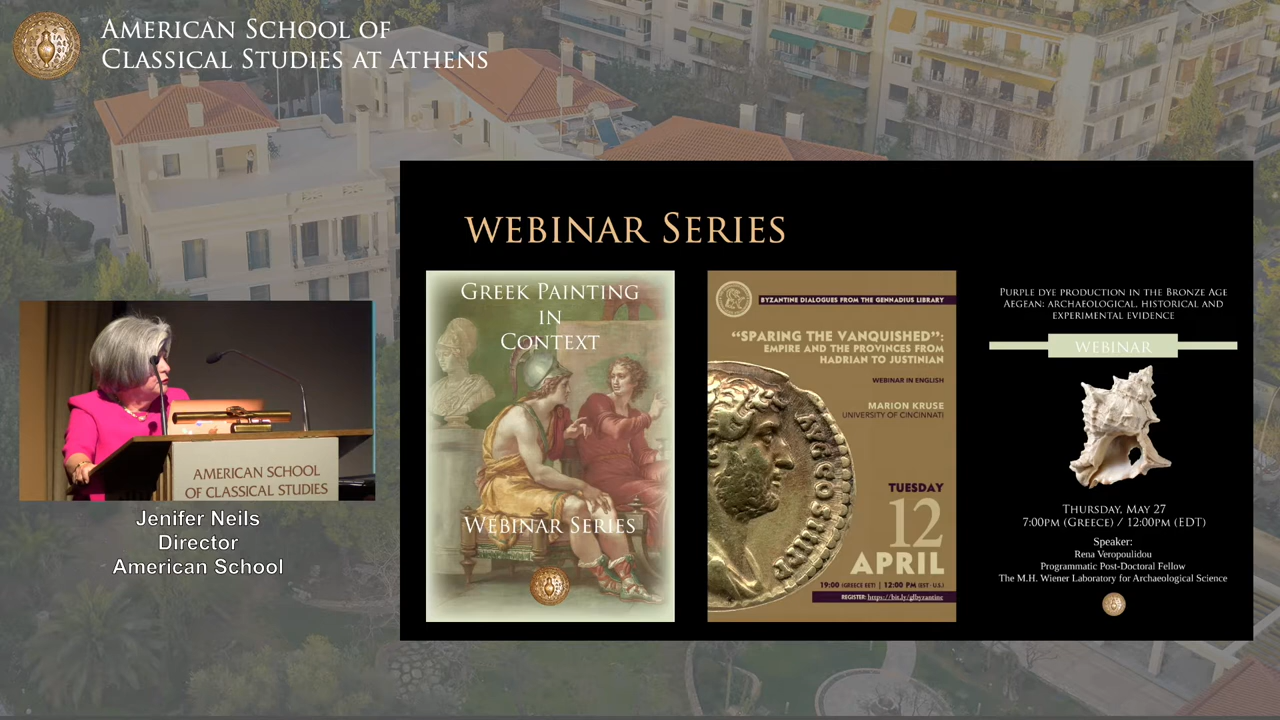 AMERICAN SCHOOL OF
CLASSICAL STUDIES AT ATHENS
WEBINAR SERIES
GREEK PAINTING
IN
CONTEXT
WEBINAR SERIES
BYZANTINE DIALOGUES FROM THE GENNADIUS LIBRARY
“SPARING THE VANQUISHED”:
EMPIRE AND THE PROVINCES FROM
HADRIAN TO JUSTINIAN
WEBINAR IN ENGLISH
MARION KRUSE
UNIVERSITY OF CINCINNATI
TUESDAY
12
APRIL
19:00 (GREECE EET) | 12:00 PM (EST - U.S.)
REGISTER: https://bit.ly/glbyzantine
PURPLE DYE PRODUCTION IN THE BRONZE AGE
AEGEAN: ARCHAEOLOGICAL, HISTORICAL AND
EXPERIMENTAL EVIDENCE
WEBINAR
THURSDAY, MAY 27
7:00PM (GREECE) / 12:00PM (EDT)
Speaker:
Rena Veropoulidou
Programmatic Post-Doctoral Fellow
The M.H. Wiener Laboratory for Archaeological Science
AMERICAN SCHOOL
OF CLASSICAL STUDIES
Jenifer Neils
Director
American School